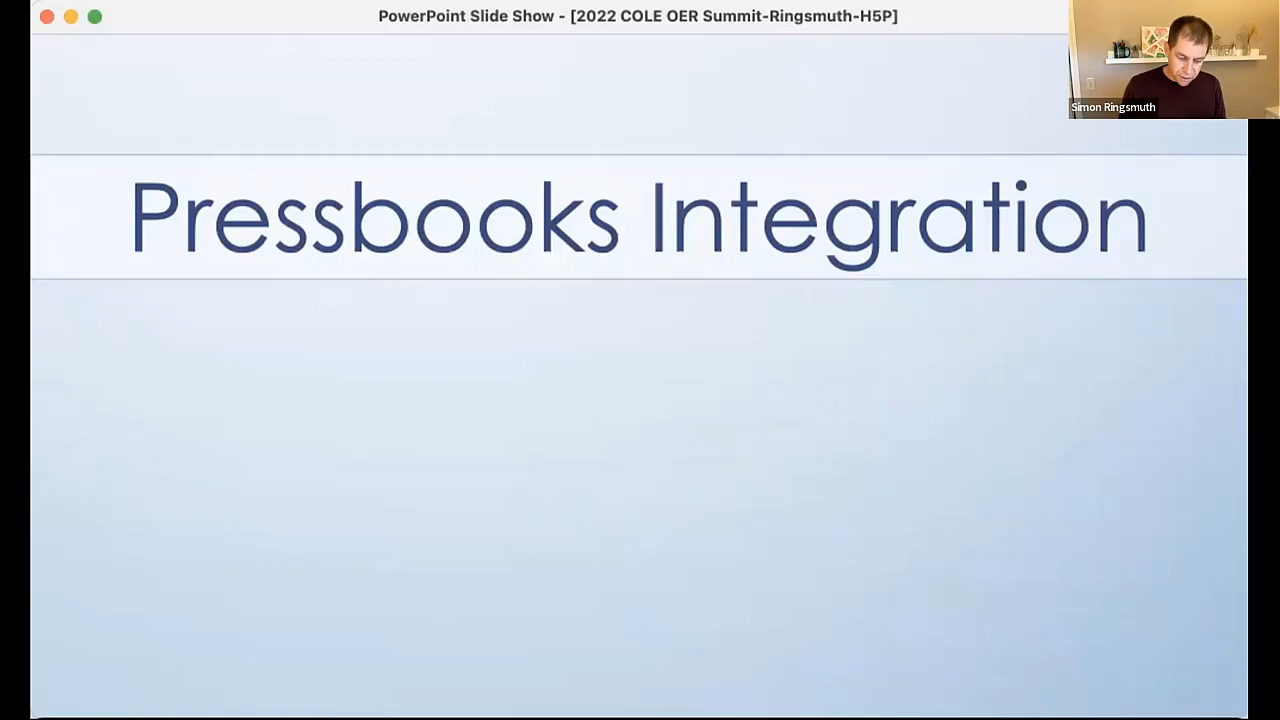 PowerPoint Slide Show - [2022 COLE OER Summit-Ringsmuth-H5P]
Simon Ringsmuth
Pressbooks Integration